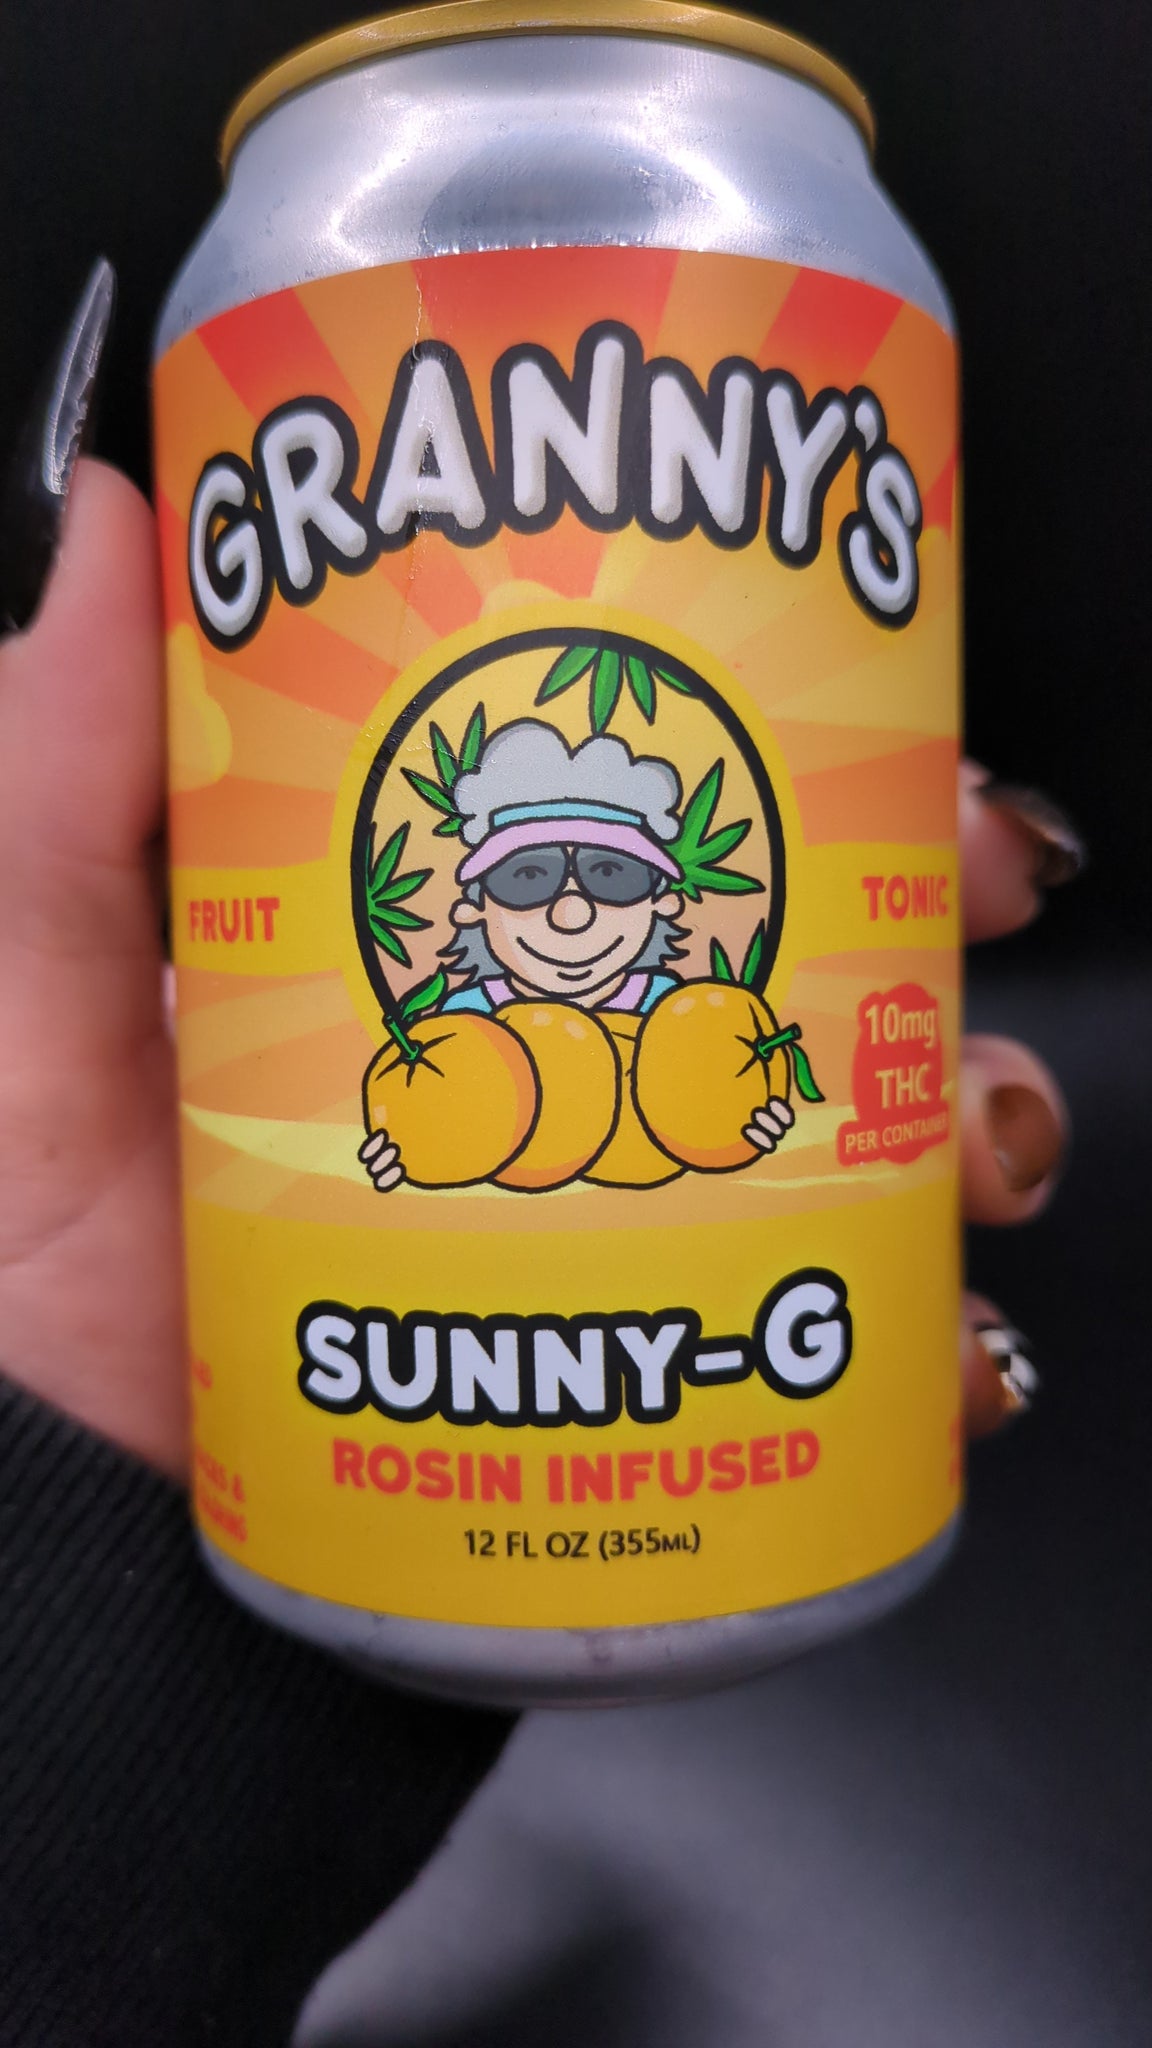 GRANNY'S
FRUIT
TONIC
10mg
THC
PER CONTAINER
SUNNY-G
ROSIN INFUSED
12 FL OZ (355ML)